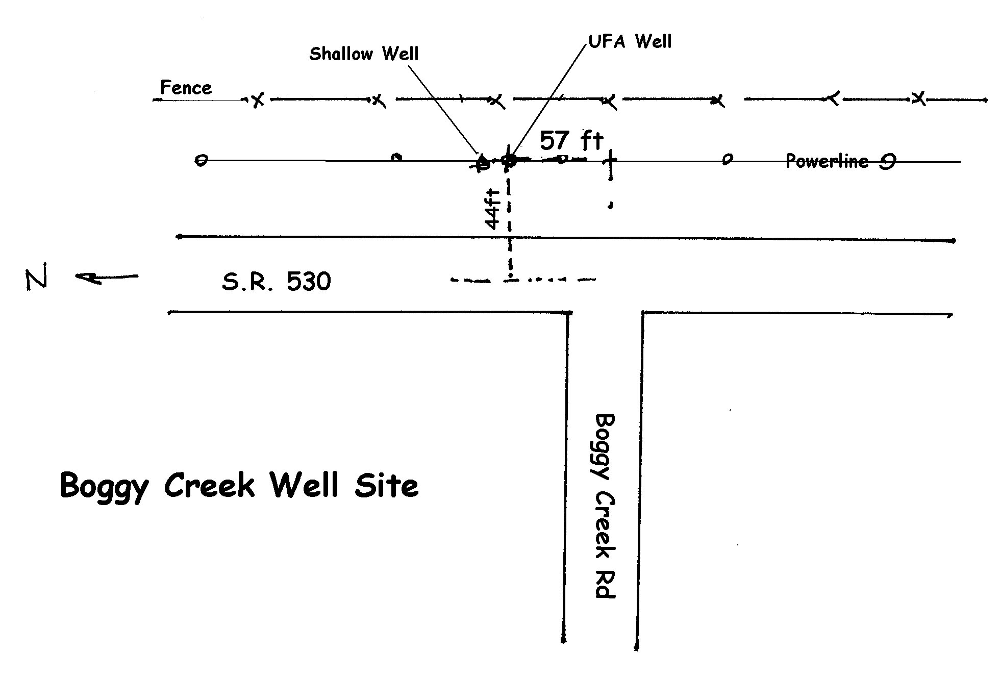 UFA Well
Shallow Well
Fence
57 ft
Powerline
44ft
N
S.R. 530
Boggy Creek Rd
Boggy Creek Well Site